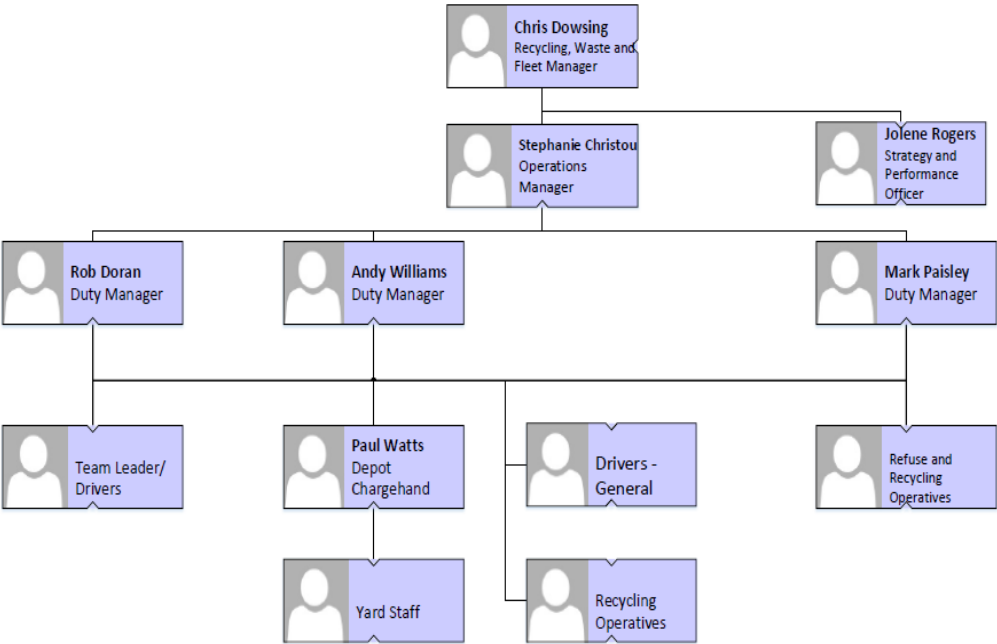 Chris Dowsing
Recycling, Waste and
Fleet Manager
Stephanie Christou
Operations
Manager
Jolene Rogers
Strategy and
Performance
Officer
Rob Doran
Duty Manager
Andy Williams
Duty Manager
Mark Paisley
Duty Manager
Team Leader/
Drivers
Paul Watts
Depot
Chargehand
Drivers -
General
Refuse and
Recycling
Operatives
Yard Staff
Recycling
Operatives